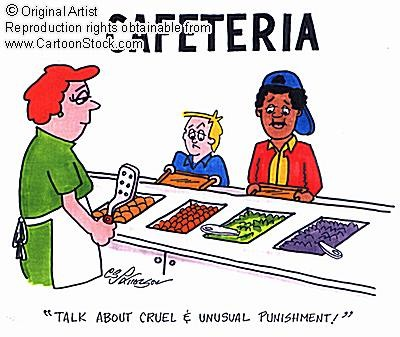 © Original Artist
Reproduction rights obtainable from
www.CartoonStock.com
CAFETERIA
"TALK ABOUT CRUEL & UNUSUAL PUNISHMENT!"